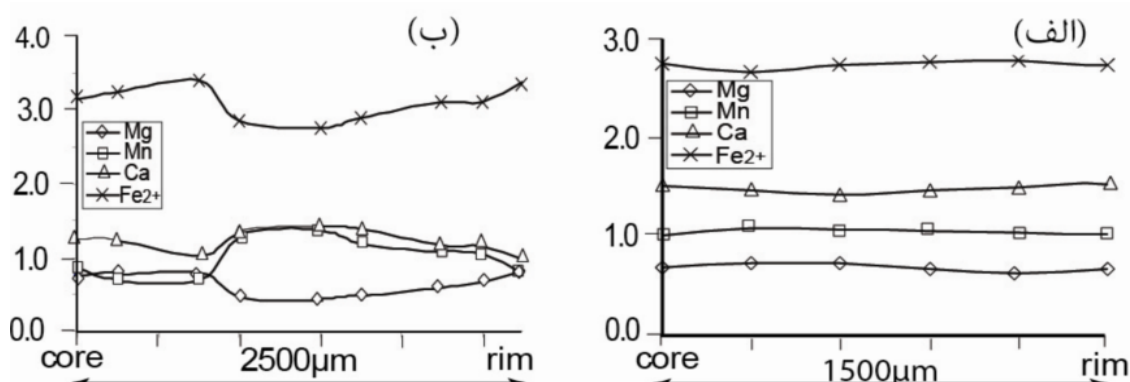 (الف)
3.0
2.0
1.0
0.0
Mg
Mn
Ca
Fe2+
core
1500µm
rim
(ب)
4.0
3.0
2.0
1.0
0.0
Mg
Mn
Ca
Fe2+
core
2500µm
rim